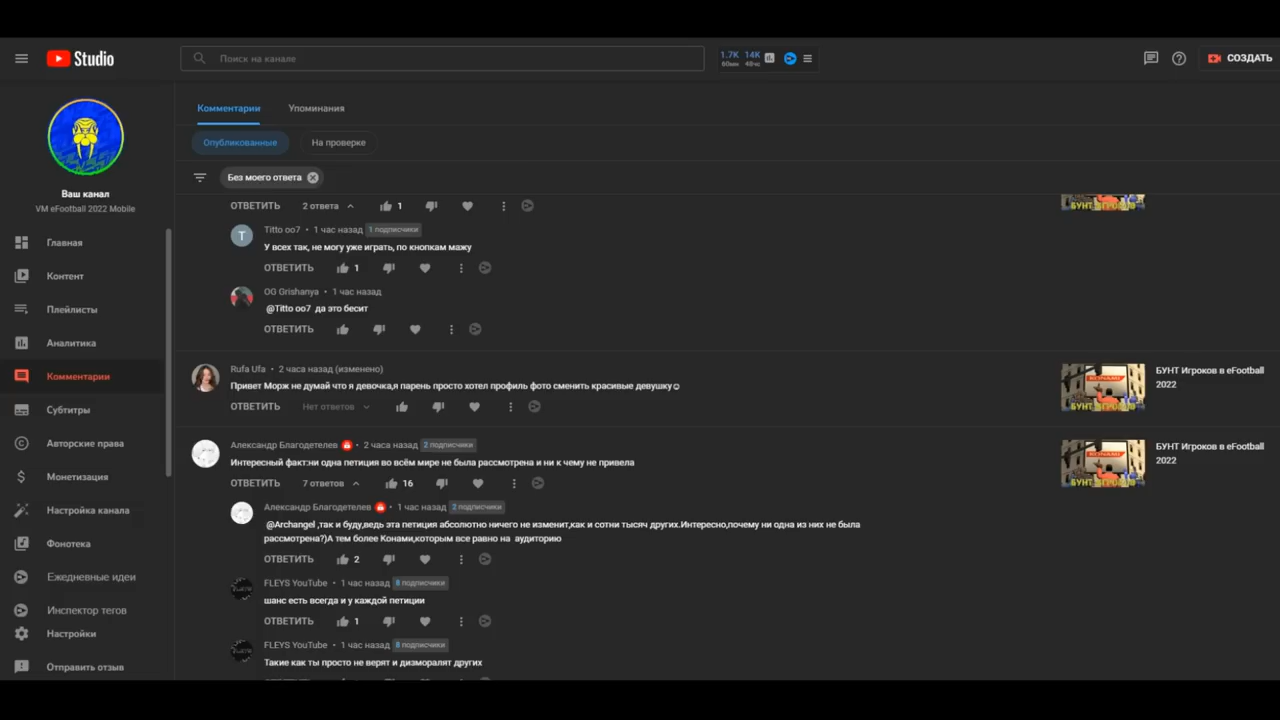 Studio
Поиск на канале
1.7K 14K
60мин 48чс
СОЗДАТЬ
Ваш канал
VM eFootball 2022 Mobile
Главная
Контент
Плейлисты
Аналитика
Комментарии
Субтитры
Авторские права
Монетизация
Настройка канала
Фонотека
Ежедневные идеи
Инспектор тегов
Настройки
Отправить отзыв
Комментарии Упоминания
Опубликованные На проверке
Без моего ответа
ОТВЕТИТЬ 2 ответа 1
БУНТ ИГРОКОВ
T
Titto oo7 • 1 час назад 1 подписчики
У всех так, не могу уже играть, по кнопкам мажу
ОТВЕТИТЬ 1
OG Grishanya • 1 час назад
@Titto oo7 да это бесит
ОТВЕТИТЬ
Rufa Ufa • 2 часа назад (изменено)
Привет Морж не думай что я девочка,я парень просто хотел профиль фото сменить красивые девушку☺
ОТВЕТИТЬ Нет ответов
KONAMI
БУНТ ИГРОКОВ
БУНТ Игроков в eFootball
2022
Александр Благодетелев • 2 часа назад 2 подписчики
Интересный факт:ни одна петиция во всём мире не была рассмотрена и ни к чему не привела
ОТВЕТИТЬ 7 ответов 16
KONAMI
БУНТ ИГРОКОВ
БУНТ Игроков в eFootball
2022
Александр Благодетелев • 1 час назад 2 подписчики
@Archangel ,так и буду,ведь эта петиция абсолютно ничего не изменит,как и сотни тысяч других.Интересно,почему ни одна из них не была
рассмотрена?)А тем более Конами,которым все равно на аудиторию
ОТВЕТИТЬ 2
FLEYS YouTube • 1 час назад 8 подписчики
шанс есть всегда и у каждой петиции
ОТВЕТИТЬ 1
FLEYS YouTube • 1 час назад 8 подписчики
Такие как ты просто не верят и дизморалят других